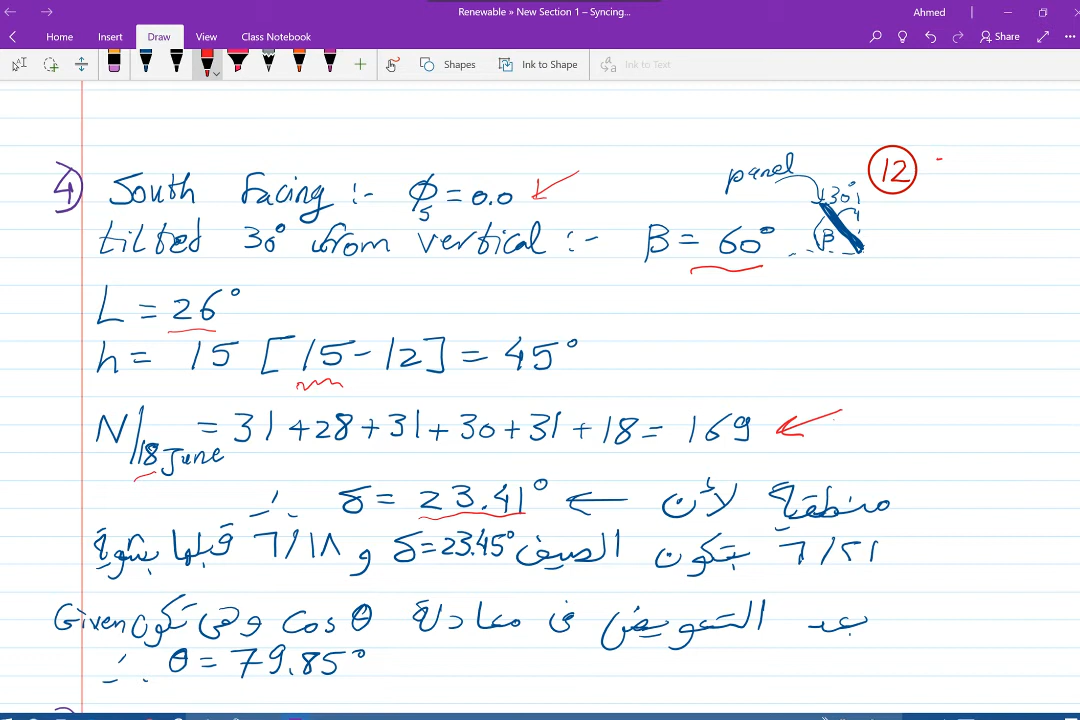 Renewable » New Section 1 – Syncing...
Ahmed
Home Insert Draw View Class Notebook
Share
Shapes Ink to Shape Ink to Text
panel
12
30°
β
4) South Facing :- ϕs = 0.0
tilted 30° from vertical :- β = 60°
L = 26°
h = 15 [15-12] = 45°
N/18 June = 31 + 28 + 31 + 30 + 31 + 18 = 169
∴ δ = 23.41° ← منطقية لأن
٦/٢١ بتكون الصيف δ=23.45° و ٦/١٨ قبلها بشوية
بعد التعويض فى معادلة Cos θ وهى تكون Given
∴ θ = 79.85°